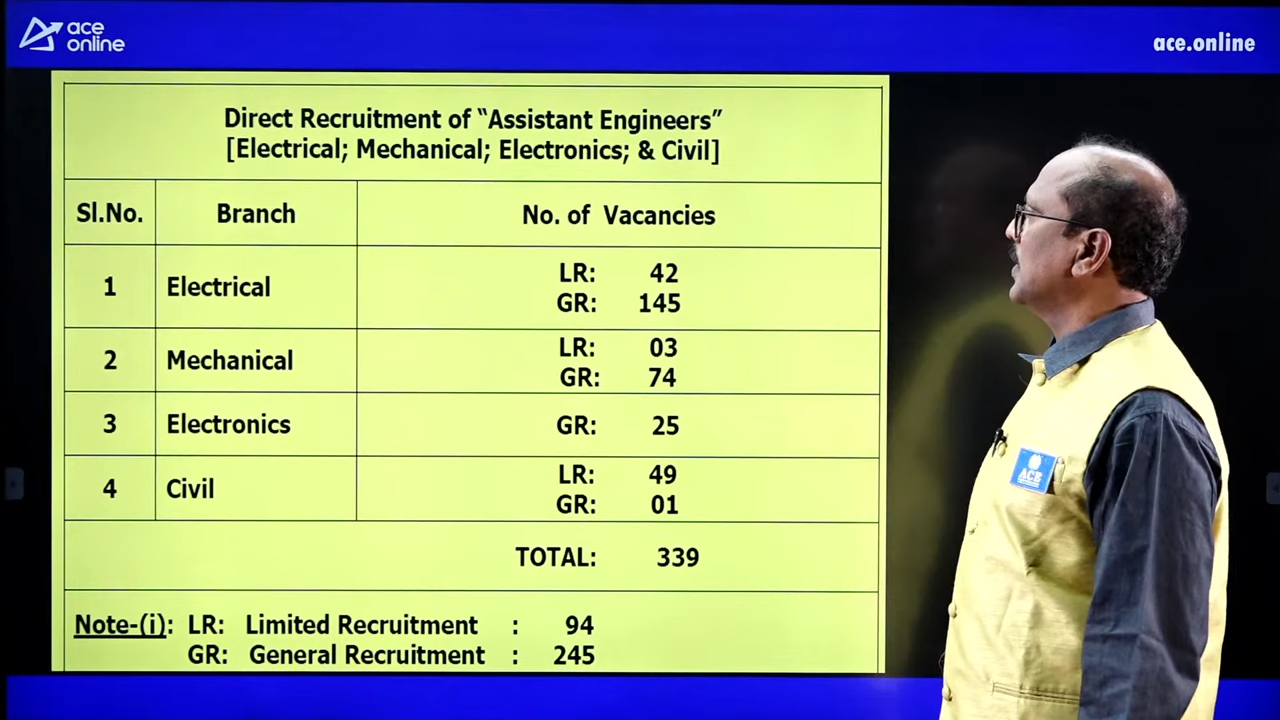 ace
online
ace.online
Direct Recruitment of “Assistant Engineers”
[Electrical; Mechanical; Electronics; & Civil]
Sl.No. Branch No. of Vacancies
1 Electrical LR: 42
GR: 145
2 Mechanical LR: 03
GR: 74
3 Electronics GR: 25
4 Civil LR: 49
GR: 01
TOTAL: 339
Note-(i): LR: Limited Recruitment : 94
GR: General Recruitment : 245
ACE